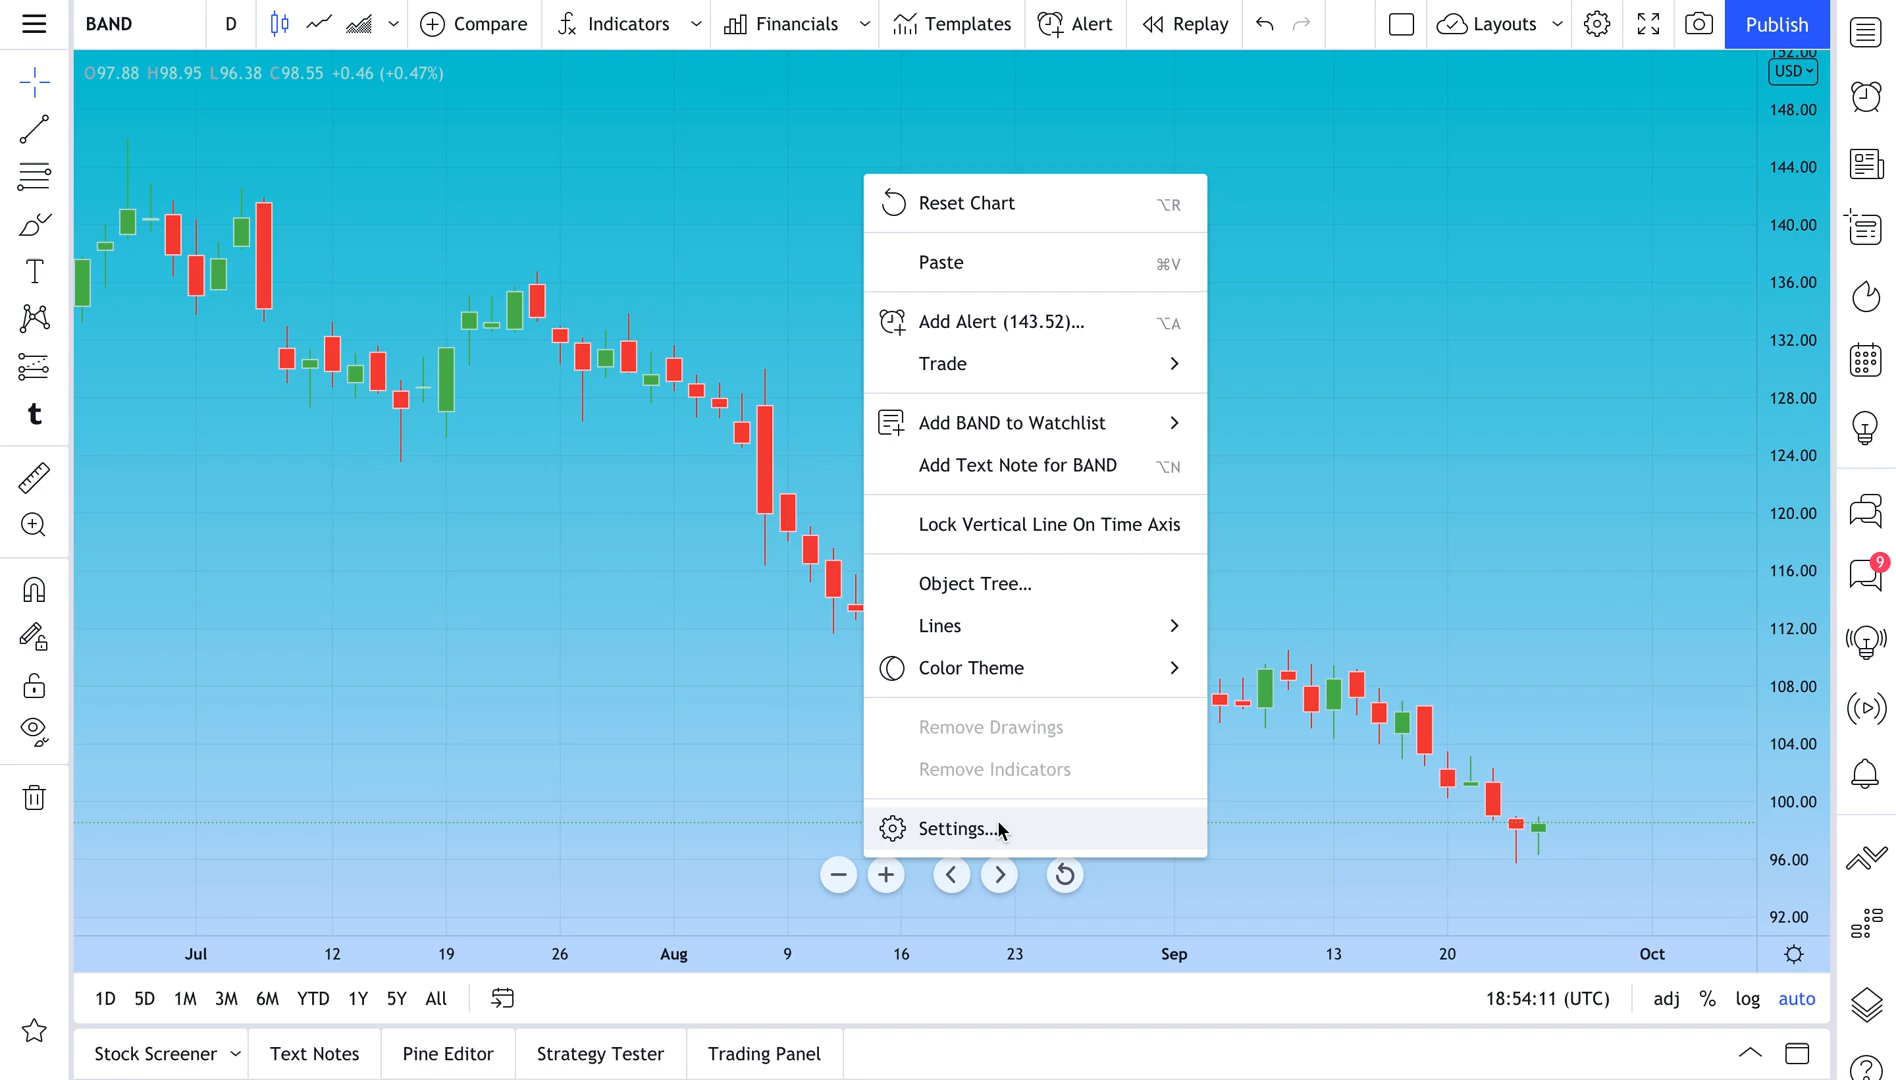 BAND D Compare Indicators Financials Templates Alert Replay Layouts Publish
O97.88 H98.95 L96.38 C98.55 +0.46 (+0.47%)
152.00
USD
148.00
144.00
140.00
136.00
132.00
128.00
124.00
120.00
116.00
112.00
108.00
104.00
100.00
96.00
92.00
Reset Chart ⌥R
Paste ⌘V
Add Alert (143.52)... ⌥A
Trade
Add BAND to Watchlist
Add Text Note for BAND ⌥N
Lock Vertical Line On Time Axis
Object Tree...
Lines
Color Theme
Remove Drawings
Remove Indicators
Settings...
T
t
9
Jul 12 19 26 Aug 9 16 23 Sep 13 20 Oct
1D 5D 1M 3M 6M YTD 1Y 5Y All 18:54:11 (UTC) adj % log auto
Stock Screener Text Notes Pine Editor Strategy Tester Trading Panel